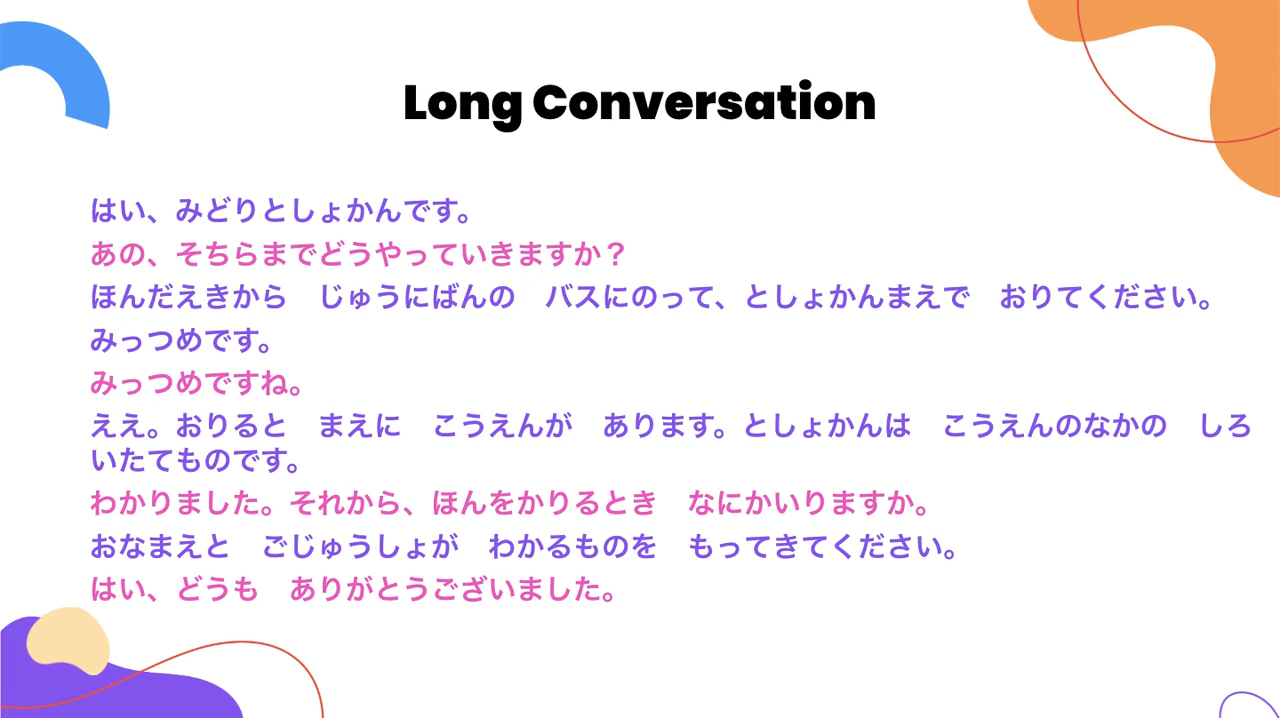 Long Conversation
はい、みどりとしょかんです。
あの、そちらまでどうやっていきますか？
ほんだえきから　じゅうにばんの　バスにのって、としょかんまえで　おりてください。
みっつめです。
みっつめですね。
ええ。おりると　まえに　こうえんが　あります。としょかんは　こうえんのなかの　しろ
いたてものです。
わかりました。それから、ほんをかりるとき　なにかいりますか。
おなまえと　ごじゅうしょが　わかるものを　もってきてください。
はい、どうも　ありがとうございました。